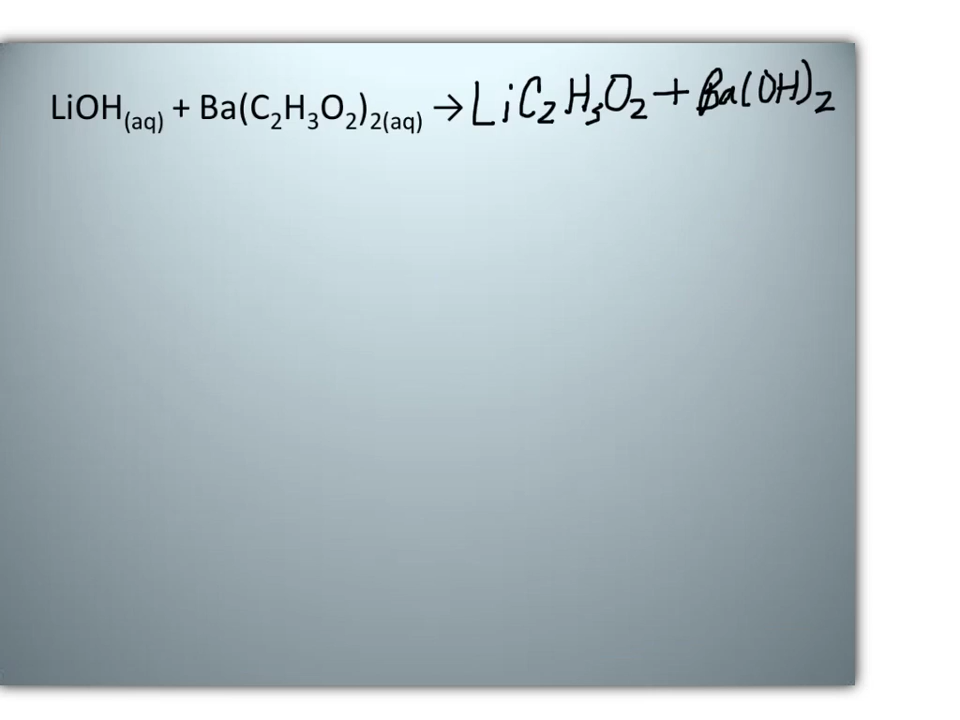 LiOH(aq) + Ba(C₂H₃O₂)₂(aq) → LiC₂H₃O₂ + Ba(OH)₂